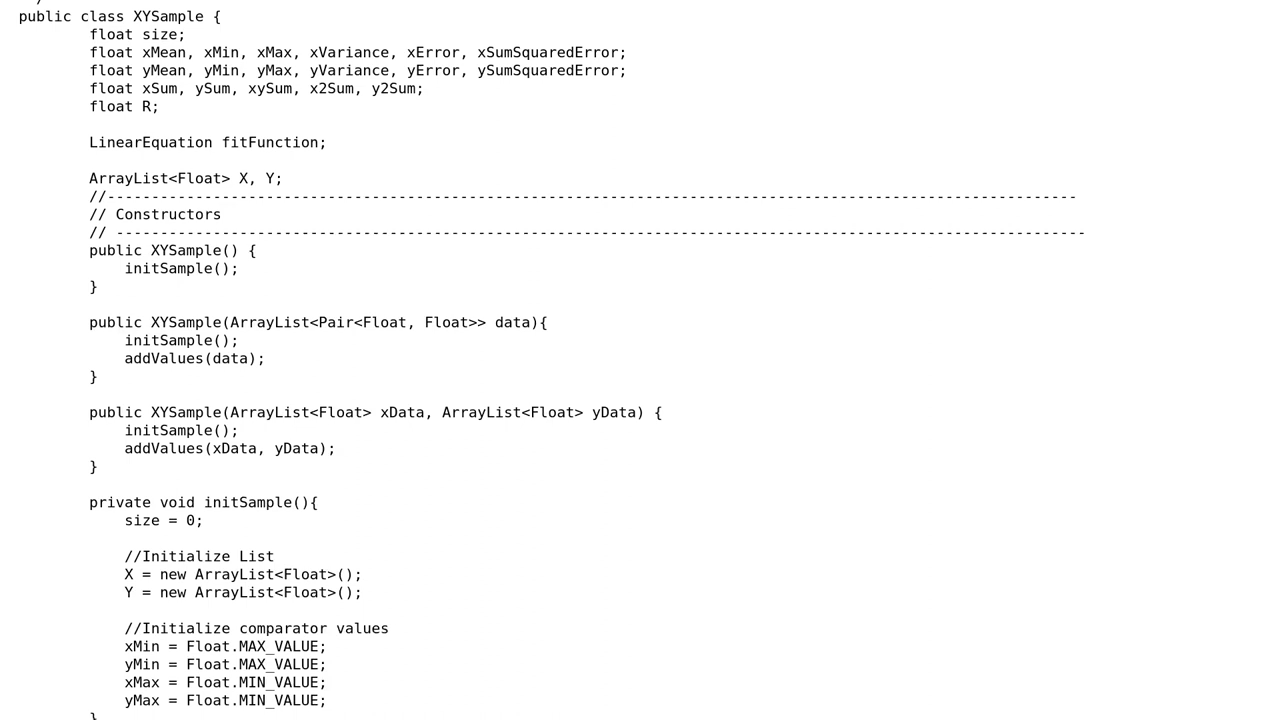 public class XYSample {
float size;
float xMean, xMin, xMax, xVariance, xError, xSumSquaredError;
float yMean, yMin, yMax, yVariance, yError, ySumSquaredError;
float xSum, ySum, xySum, x2Sum, y2Sum;
float R;
LinearEquation fitFunction;
ArrayList<Float> X, Y;
//--------------------------------------------------------------------------------------------------------------
// Constructors
// --------------------------------------------------------------------------------------------------------------
public XYSample() {
initSample();
}
public XYSample(ArrayList<Pair<Float, Float>> data){
initSample();
addValues(data);
}
public XYSample(ArrayList<Float> xData, ArrayList<Float> yData) {
initSample();
addValues(xData, yData);
}
private void initSample(){
size = 0;
//Initialize List
X = new ArrayList<Float>();
Y = new ArrayList<Float>();
//Initialize comparator values
xMin = Float.MAX_VALUE;
yMin = Float.MAX_VALUE;
xMax = Float.MIN_VALUE;
yMax = Float.MIN_VALUE;
}